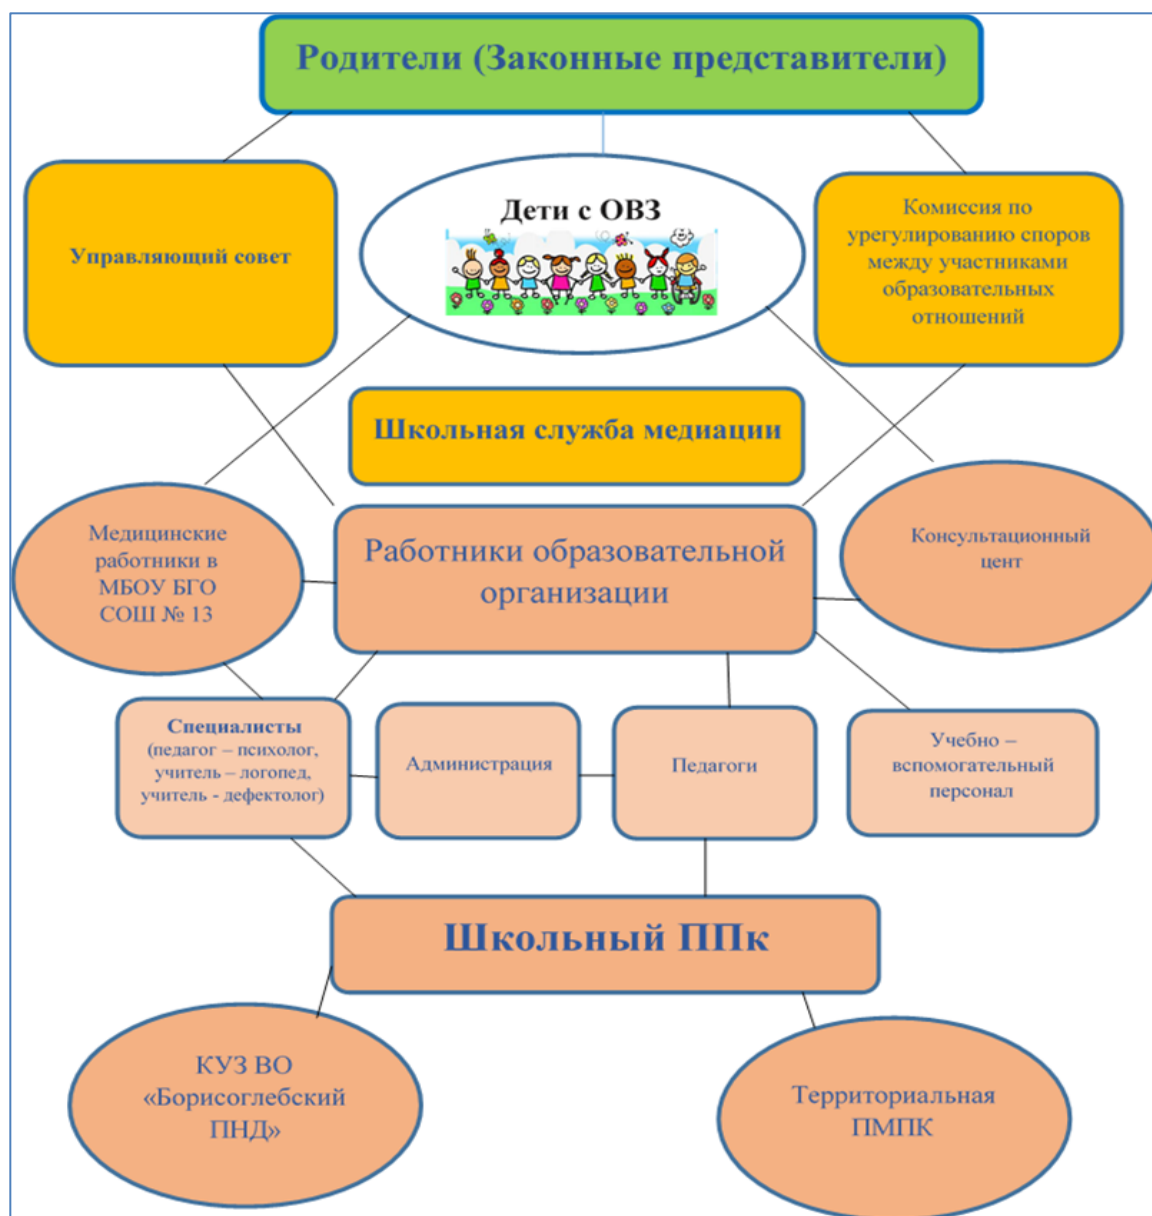 Родители (Законные представители)
Управляющий совет
Дети с ОВЗ
Комиссия по
урегулированию споров
между участниками
образовательных
отношений
Школьная служба медиации
Медицинские
работники в
МБОУ БГО
СОШ № 13
Работники образовательной
организации
Консультационный
цент
Специалисты
(педагог – психолог,
учитель – логопед,
учитель - дефектолог)
Администрация
Педагоги
Учебно –
вспомогательный
персонал
Школьный ППк
КУЗ ВО
«Борисоглебский
ПНД»
Территориальная
ПМПК